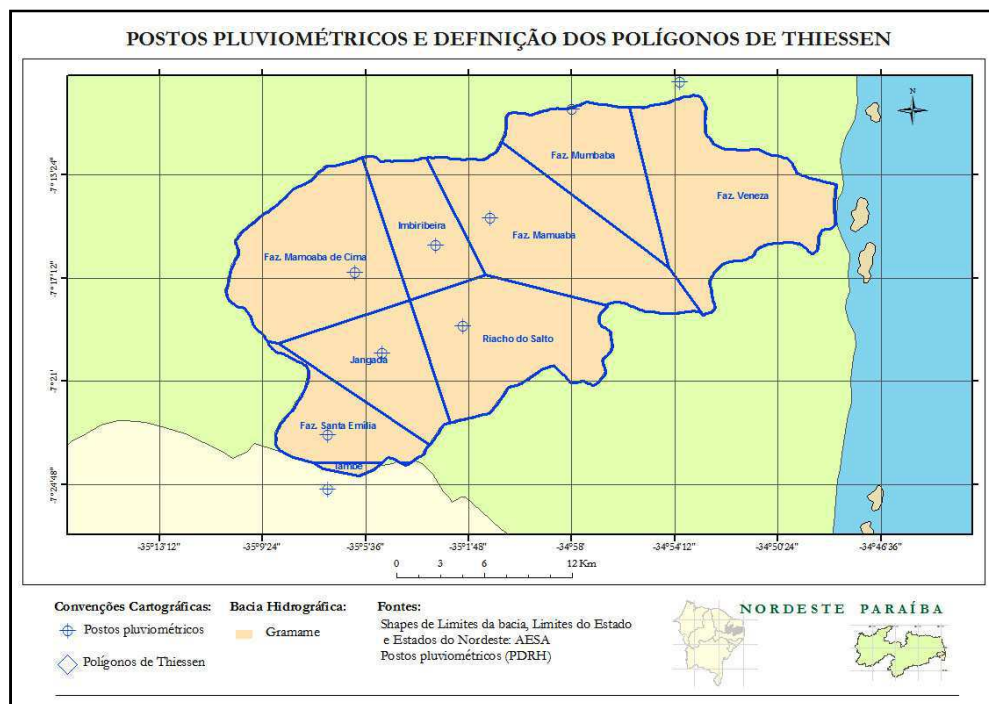 POSTOS PLUVIOMÉTRICOS E DEFINIÇÃO DOS POLÍGONOS DE THIESSEN
N
Faz. Mumbaba
Faz. Veneza
Imbiribeira
Faz. Mamuaba
Faz. Mamoaba de Cima
Riacho do Salto
Jangada
Faz. Santa Emilia
També
-7°13'24"
-7°17'12"
-7°21'
-7°24'48"
-35°13'12"
-35°9'24"
-35°5'36"
-35°1'48"
-34°58'
-34°54'12"
-34°50'24"
-34°46'36"
0 3 6 12 Km
Convenções Cartográficas:
Postos pluviométricos
Polígonos de Thiessen
Bacia Hidrográfica:
Gramame
Fontes:
Shapes de Limites da bacia, Limites do Estado
e Estados do Nordeste: AESA
Postos pluviométricos (PDRH)
NORDESTE PARAÍBA